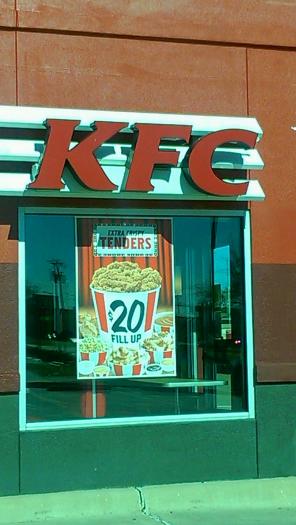 KFC
EXTRA CRISPY
TENDERS
$20
FILL UP